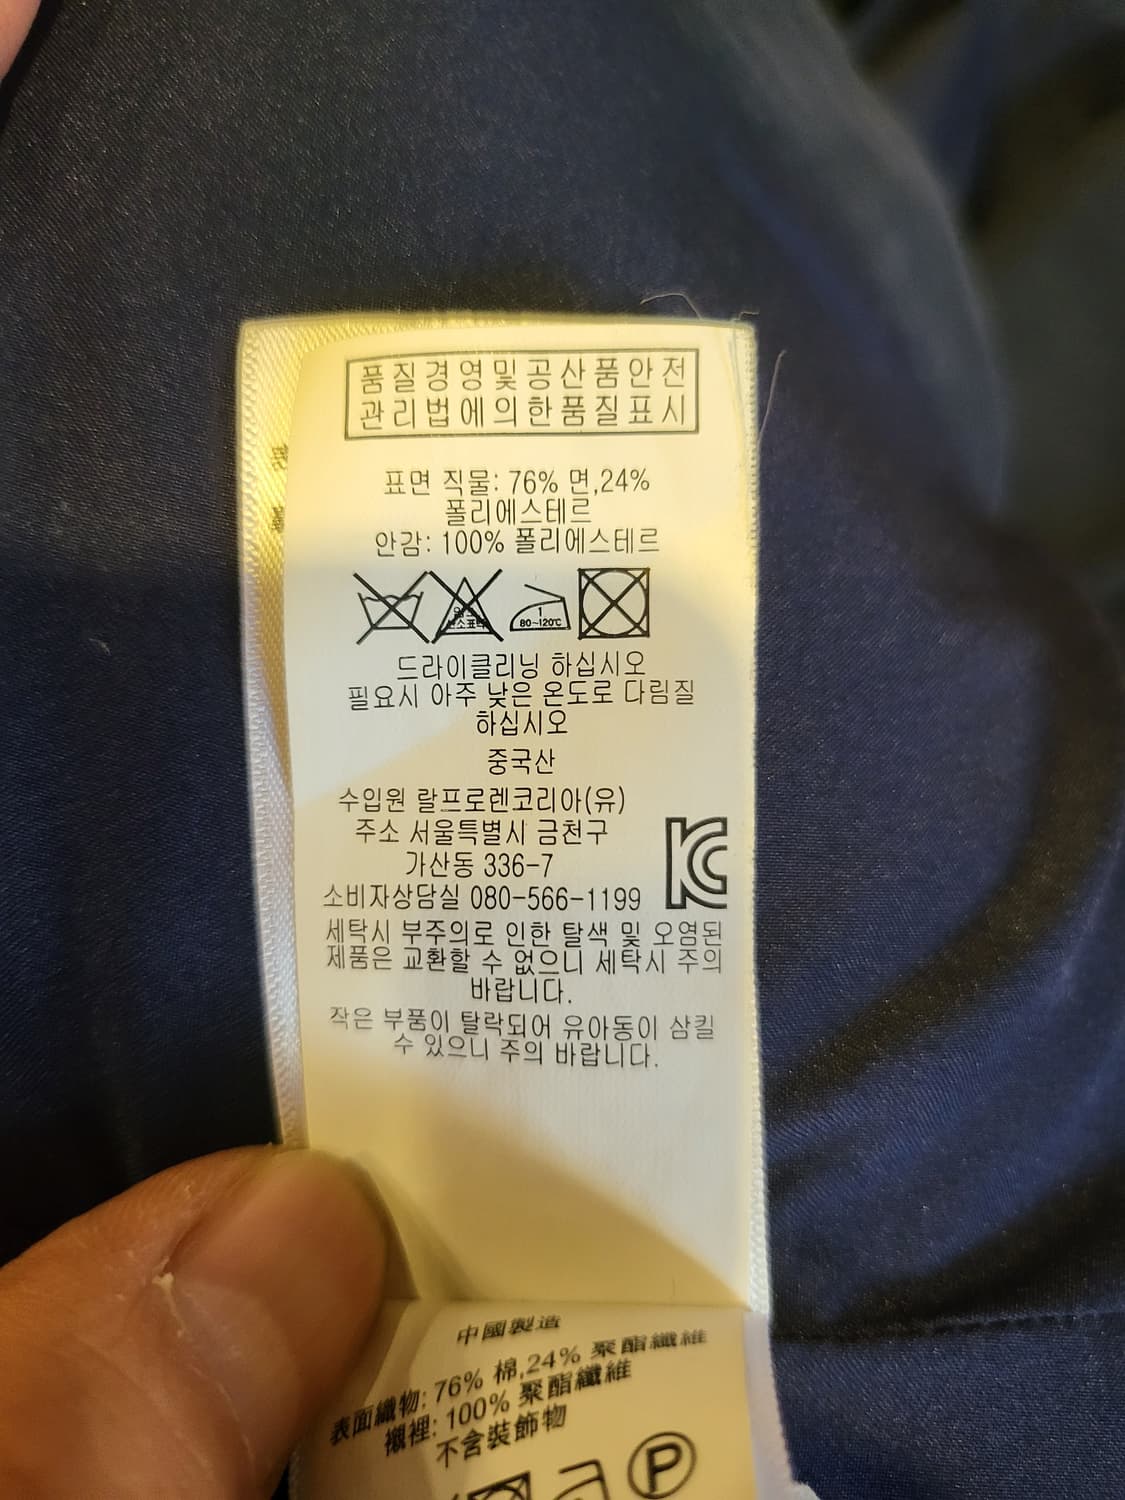 품질경영및공산품안전
관리법에의한품질표시
표면 직물: 76% 면,24%
폴리에스테르
안감: 100% 폴리에스테르
1
80~120℃
드라이클리닝 하십시오
필요시 아주 낮은 온도로 다림질
하십시오
중국산
수입원 랄프로렌코리아(유)
주소 서울특별시 금천구
가산동 336-7
소비자상담실 080-566-1199
세탁시 부주의로 인한 탈색 및 오염된
제품은 교환할 수 없으니 세탁시 주의
바랍니다.
작은 부품이 탈락되어 유아동이 삼킬
수 있으니 주의 바랍니다.
中國製造
表面織物: 76% 棉,24% 聚酯纖維
襯裡: 100% 聚酯纖維
不含裝飾物
P